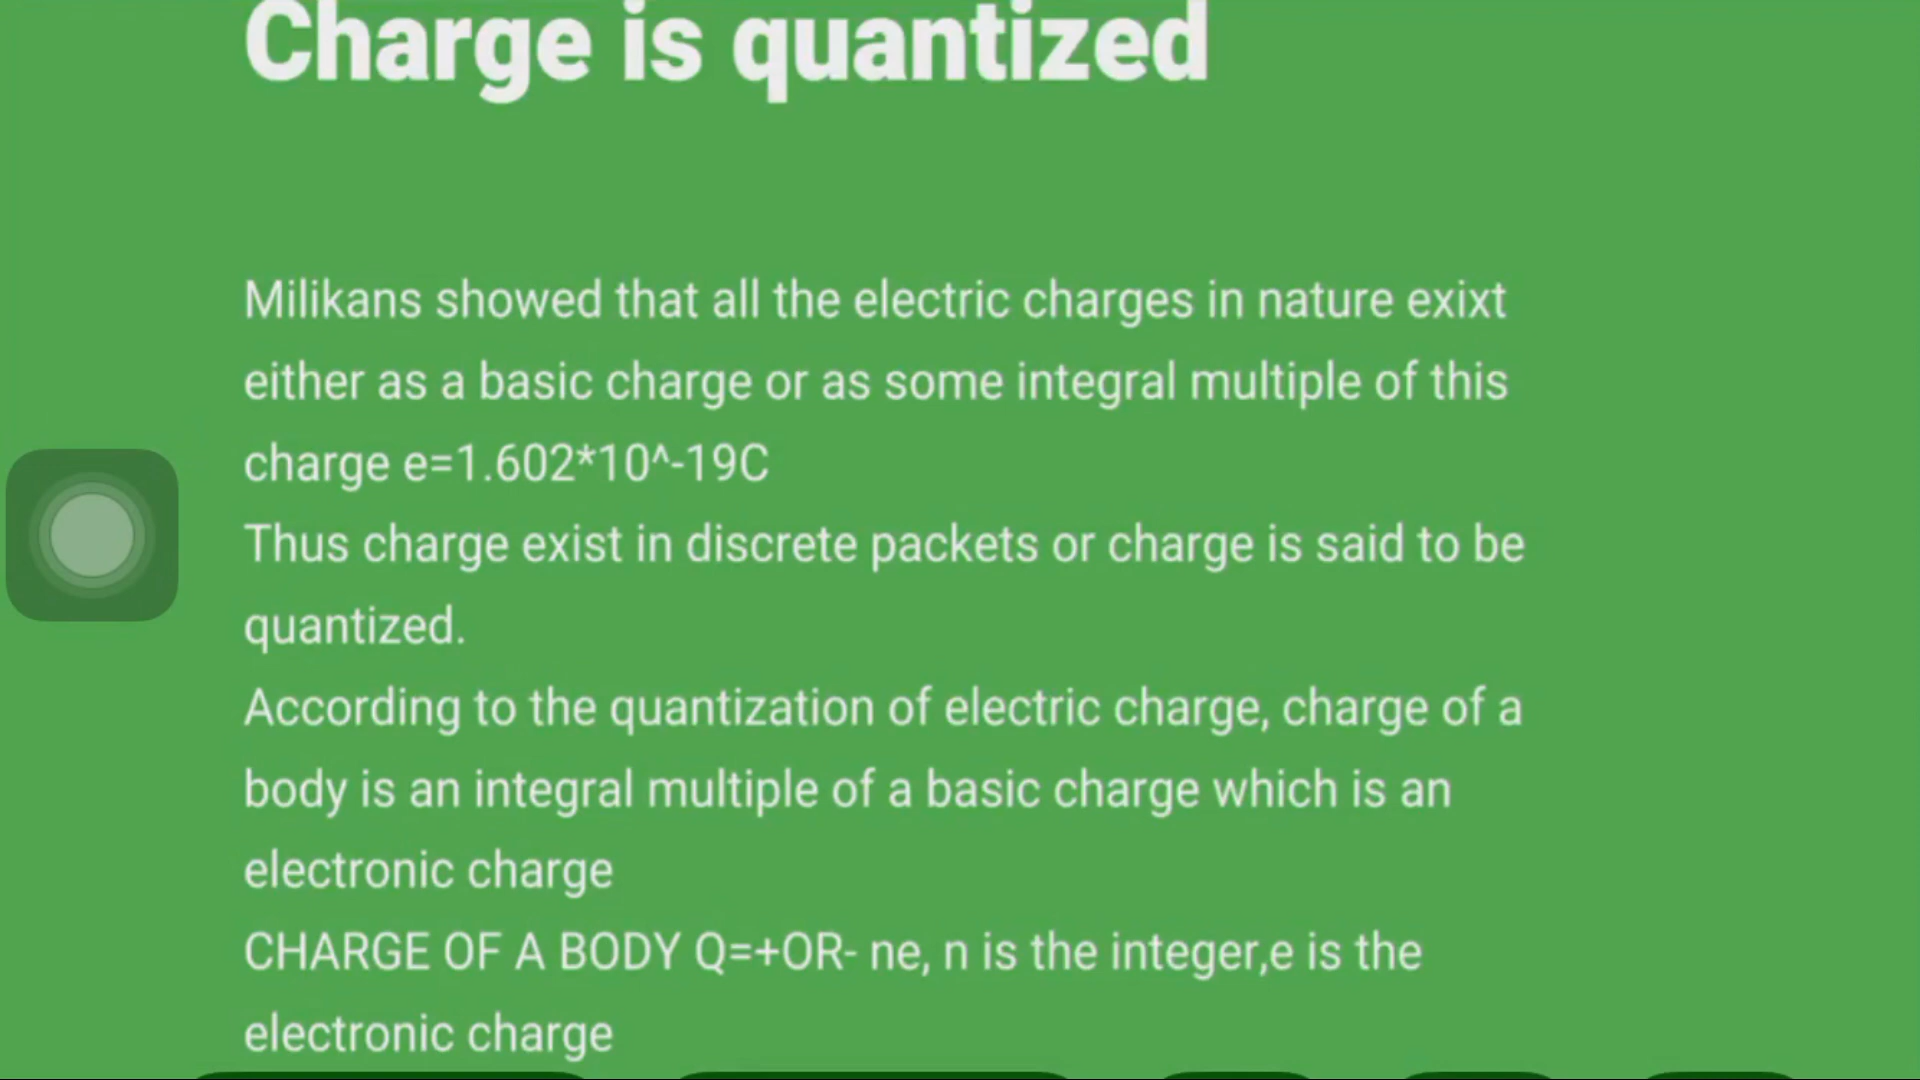 Charge is quantized
Milikans showed that all the electric charges in nature exixt
either as a basic charge or as some integral multiple of this
charge e=1.602*10^-19C
Thus charge exist in discrete packets or charge is said to be
quantized.
According to the quantization of electric charge, charge of a
body is an integral multiple of a basic charge which is an
electronic charge
CHARGE OF A BODY Q=+OR- ne, n is the integer,e is the
electronic charge